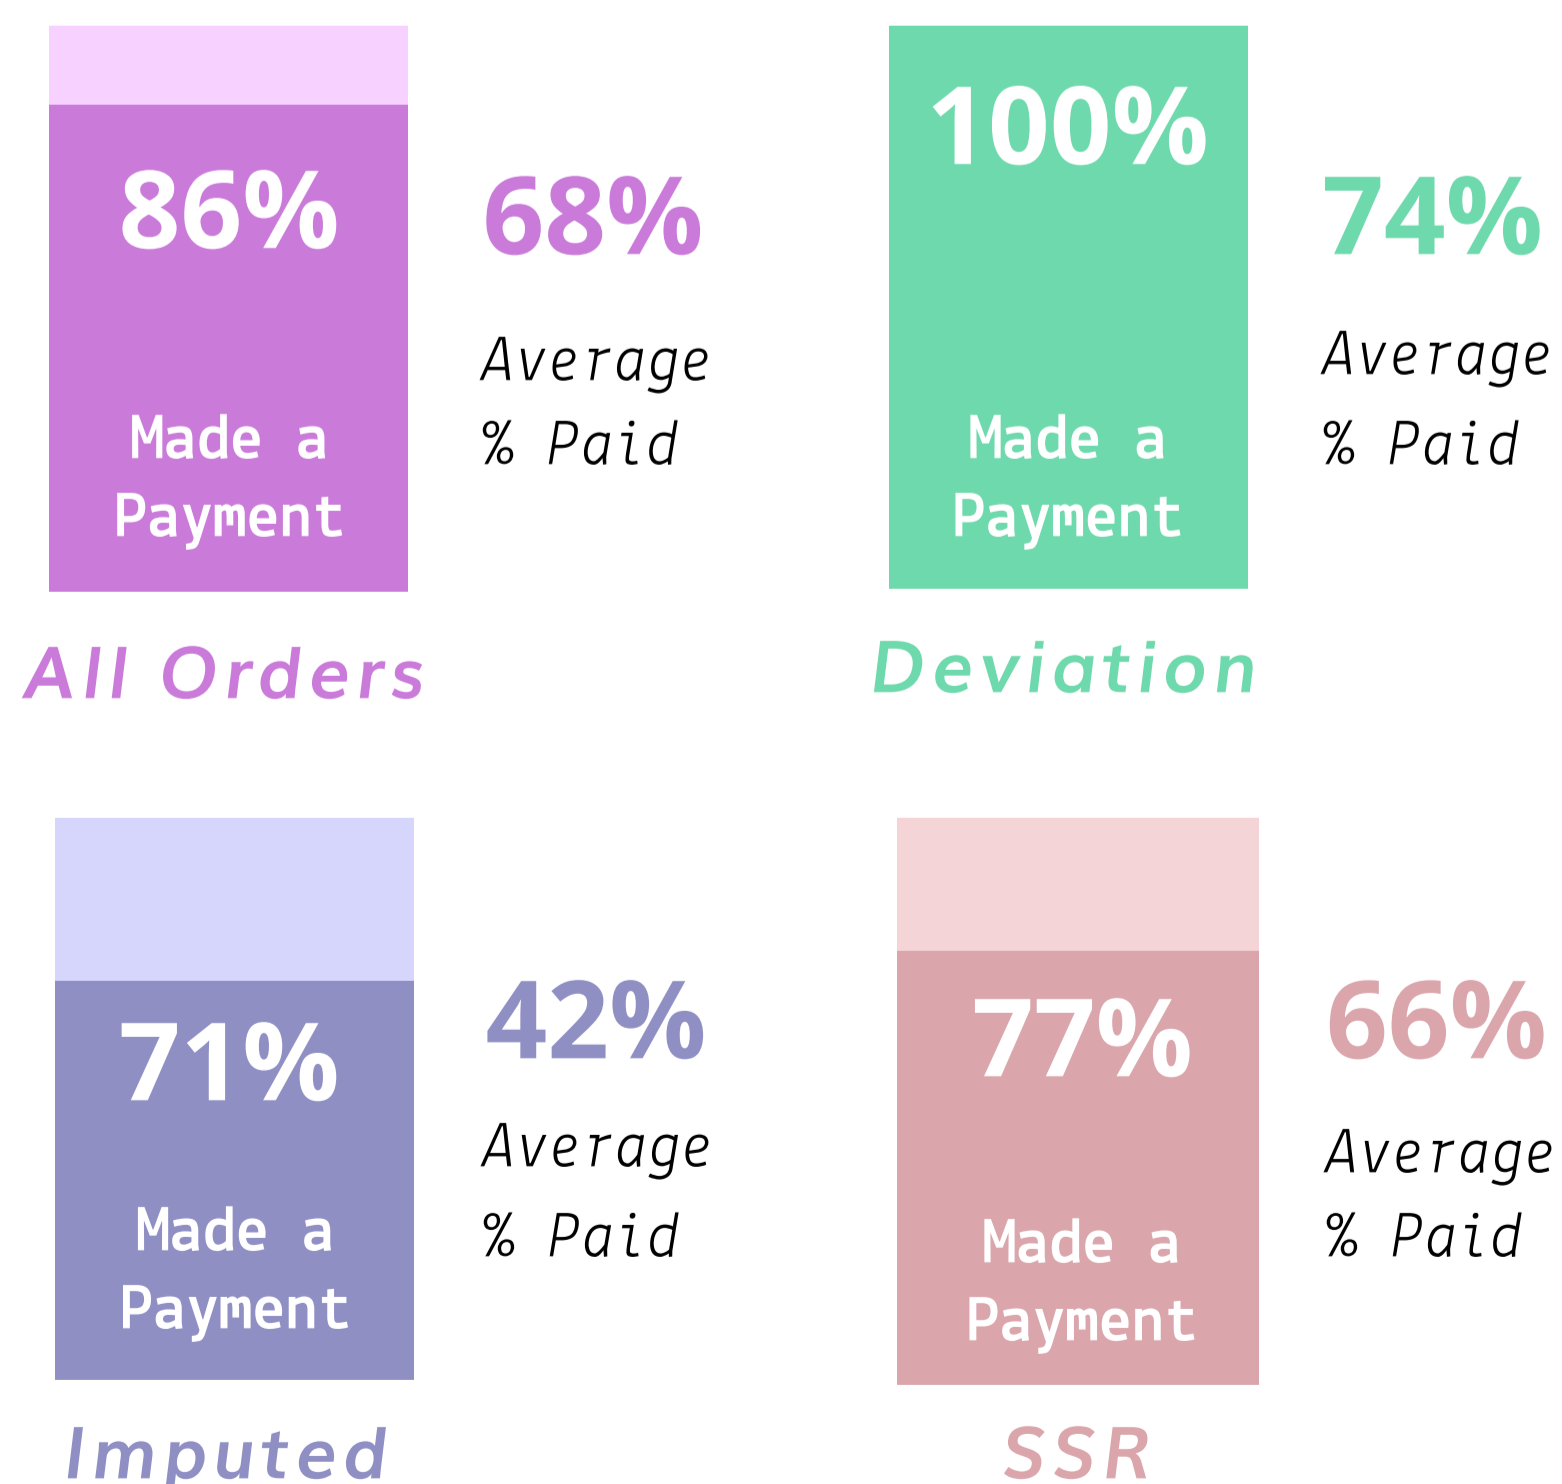 86%
Made a
Payment
68%
Average
% Paid
All Orders
100%
Made a
Payment
74%
Average
% Paid
Deviation
71%
Made a
Payment
42%
Average
% Paid
Imputed
77%
Made a
Payment
66%
Average
% Paid
SSR